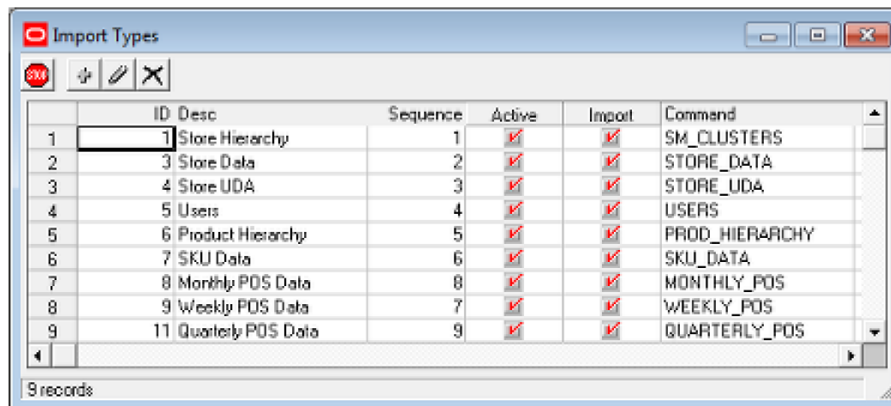 Import Types
STOP
ID Desc Sequence Active Import Command
1 1 Store Hierarchy 1 SM_CLUSTERS
2 3 Store Data 2 STORE_DATA
3 4 Store UDA 3 STORE_UDA
4 5 Users 4 USERS
5 6 Product Hierarchy 5 PROD_HIERARCHY
6 7 SKU Data 6 SKU_DATA
7 8 Monthly POS Data 8 MONTHLY_POS
8 9 Weekly POS Data 7 WEEKLY_POS
9 11 Quarterly POS Data 9 QUARTERLY_POS
9 records